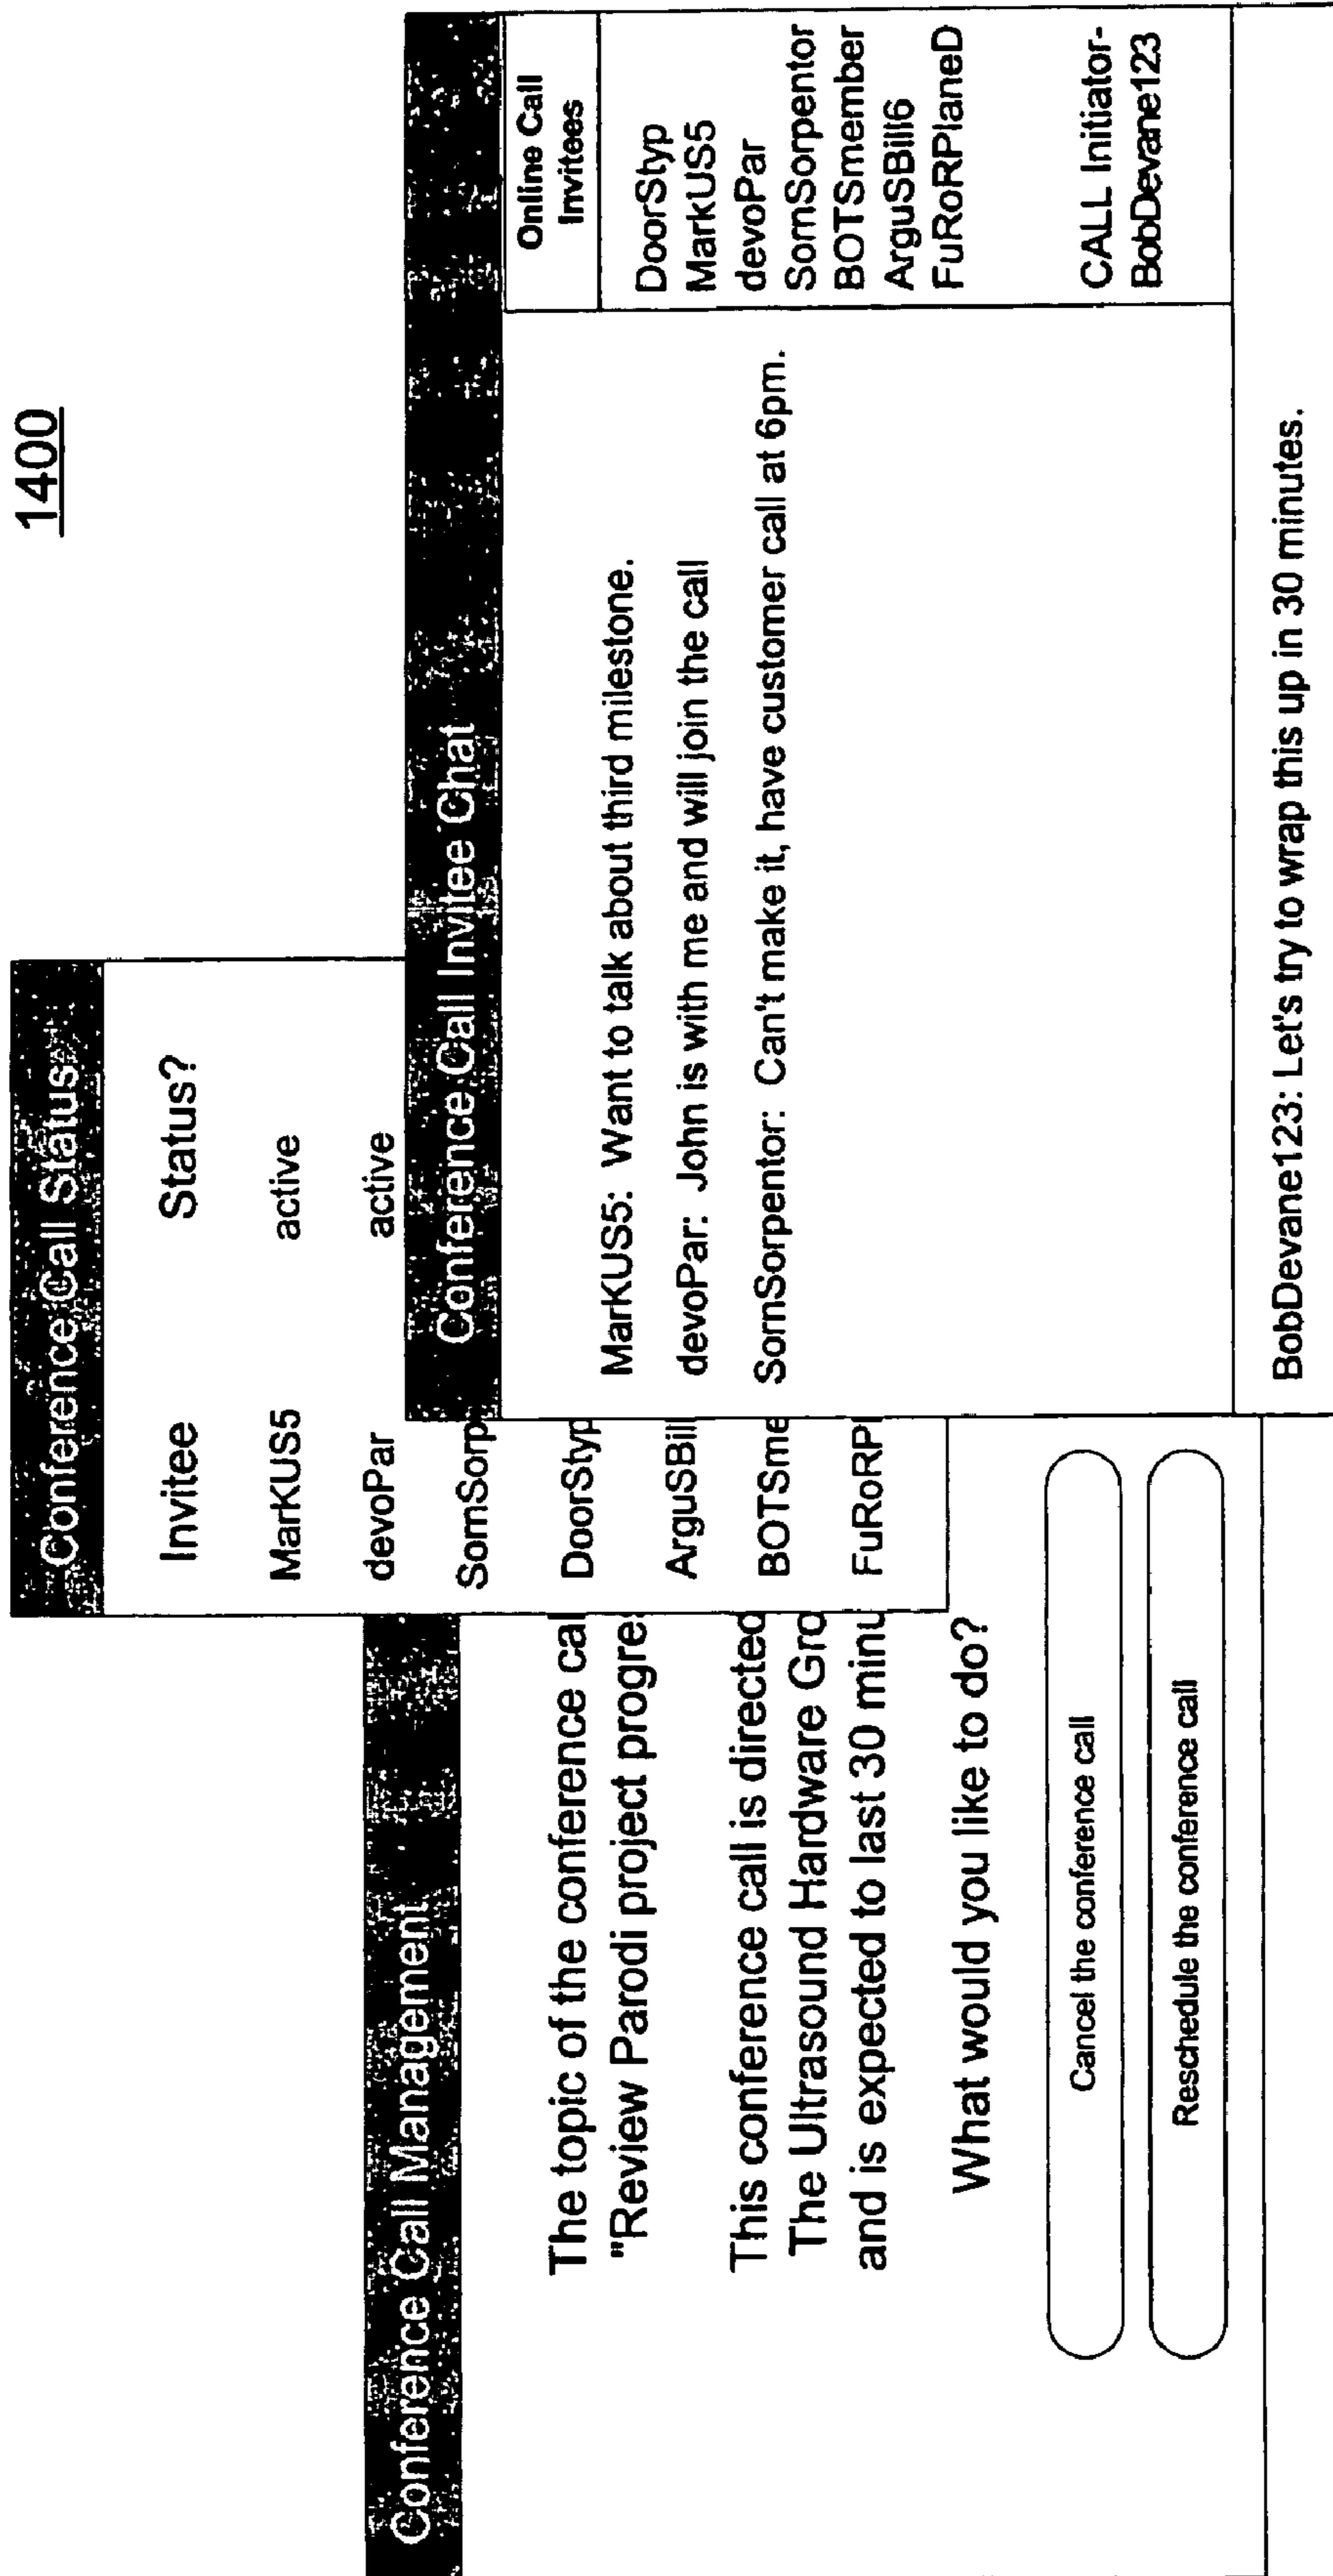 1400
Conference Call Status
Invitee Status?
MarKUS5 active
devoPar active
SomSorp
DoorStyp
ArguSBill
BOTSme
FuRoRP
Conference Call Management
The topic of the conference cal
"Review Parodi project progre
This conference call is directed
The Ultrasound Hardware Gro
and is expected to last 30 minu
What would you like to do?
Cancel the conference call
Reschedule the conference call
Conference Call Invitee Chat
MarKUS5: Want to talk about third milestone.
devoPar: John is with me and will join the call
SornSorpentor: Can't make it, have customer call at 6pm.
Online Call
Invitees
DoorStyp
MarkUS5
devoPar
SomSorpentor
BOTSmember
ArguSBill6
FuRoRPlaneD
CALL Initiator-
BobDevane123
BobDevane123: Let's try to wrap this up in 30 minutes.